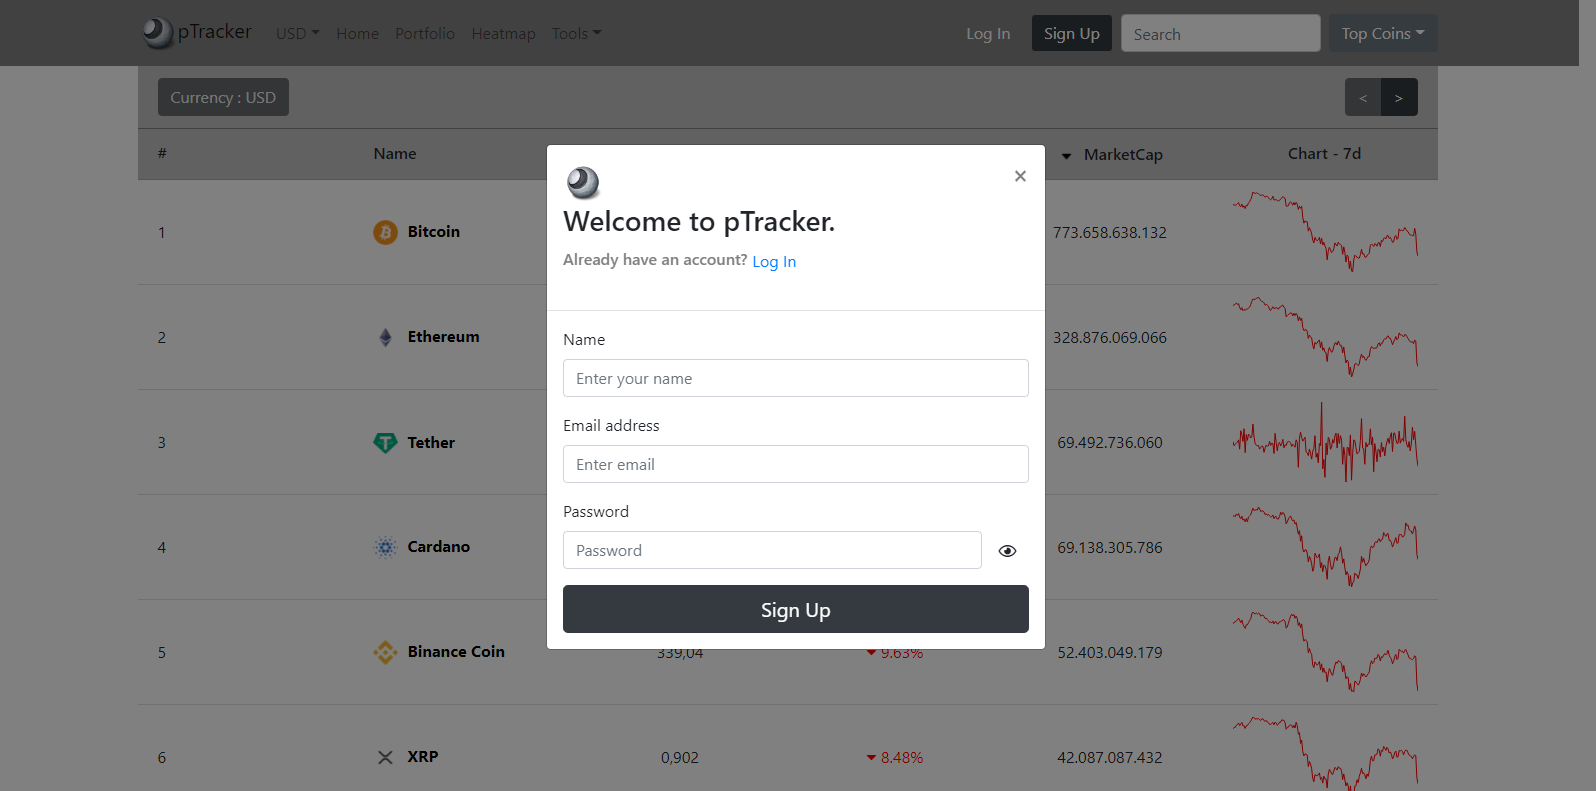 pTracker USD Home Portfolio Heatmap Tools Log In Sign Up Search Top Coins
Currency : USD < >
# Name MarketCap Chart - 7d
×
Welcome to pTracker.
Already have an account? Log In
Name
Enter your name
Email address
Enter email
Password
Password
Sign Up
1 Bitcoin 773.658.638.132
2 Ethereum 328.876.069.066
3 Tether 69.492.736.060
4 Cardano 69.138.305.786
5 Binance Coin 339,04 9.63% 52.403.049.179
6 XRP 0,902 8.48% 42.087.087.432